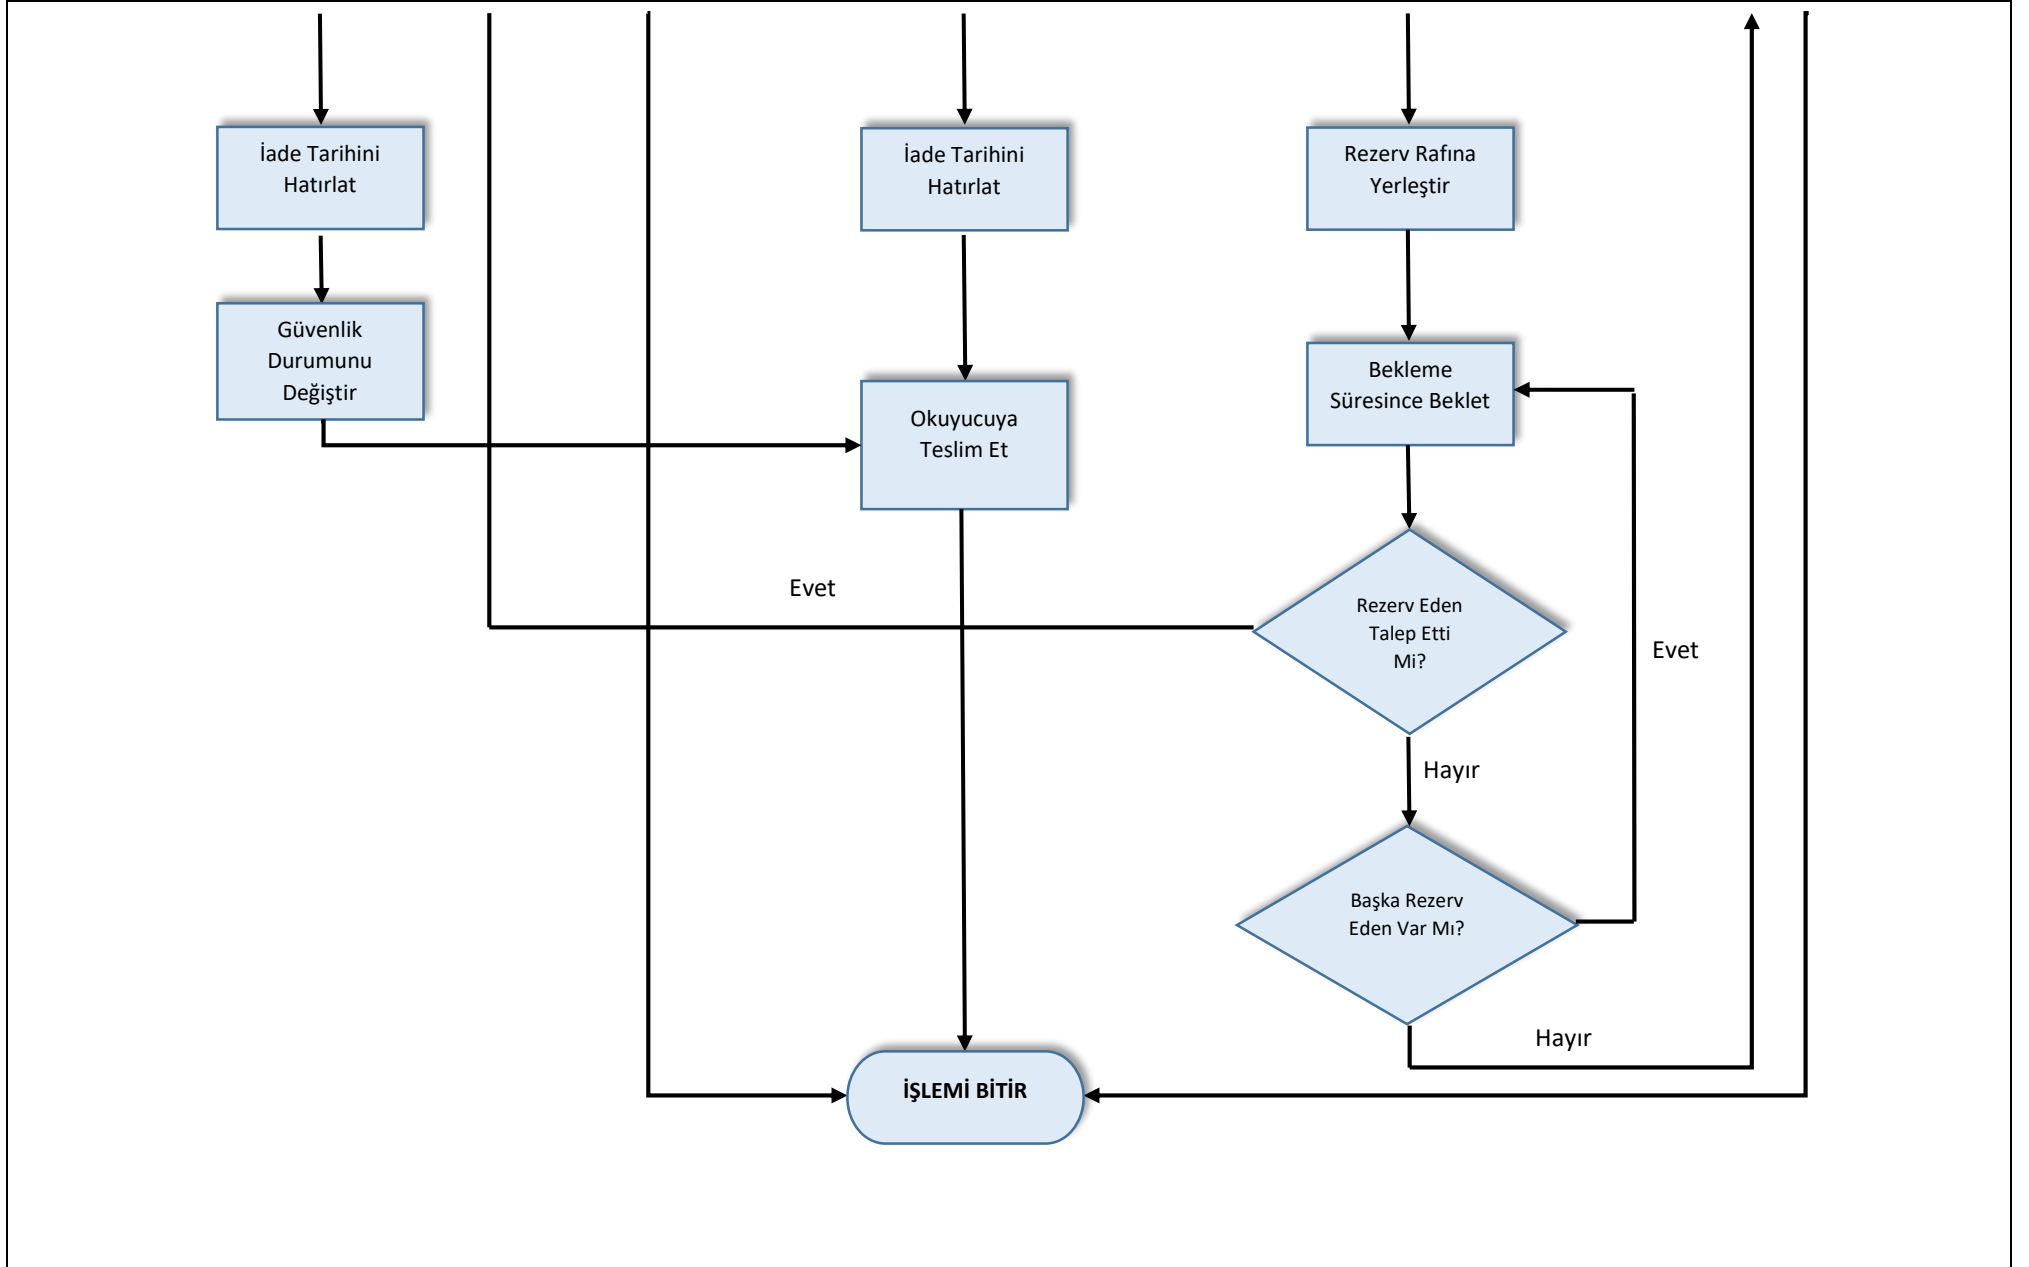 İade Tarihini
Hatırlat
İade Tarihini
Hatırlat
Rezerv Rafına
Yerleştir
Güvenlik
Durumunu
Değiştir
Okuyucuya
Teslim Et
Bekleme
Süresince Beklet
Evet
Rezerv Eden
Talep Etti
Mi?
Evet
Hayır
Başka Rezerv
Eden Var Mı?
Hayır
İŞLEMİ BİTİR